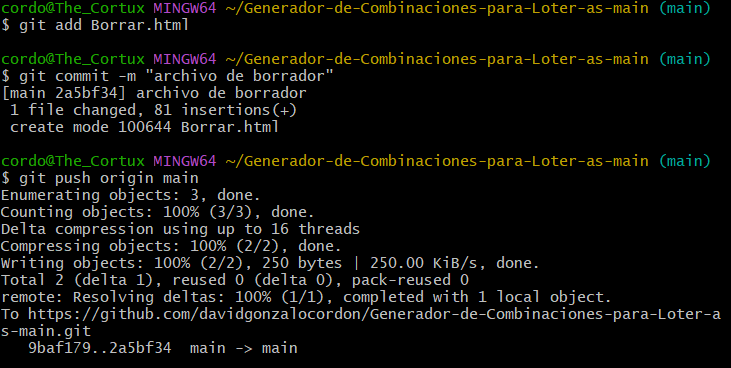 cordo@The_Cortux MINGW64 ~/Generador-de-Combinaciones-para-Loter-as-main (main)
$ git add Borrar.html
cordo@The_Cortux MINGW64 ~/Generador-de-Combinaciones-para-Loter-as-main (main)
$ git commit -m "archivo de borrador"
[main 2a5bf34] archivo de borrador
 1 file changed, 81 insertions(+)
 create mode 100644 Borrar.html
cordo@The_Cortux MINGW64 ~/Generador-de-Combinaciones-para-Loter-as-main (main)
$ git push origin main
Enumerating objects: 3, done.
Counting objects: 100% (3/3), done.
Delta compression using up to 16 threads
Compressing objects: 100% (2/2), done.
Writing objects: 100% (2/2), 250 bytes | 250.00 KiB/s, done.
Total 2 (delta 1), reused 0 (delta 0), pack-reused 0
remote: Resolving deltas: 100% (1/1), completed with 1 local object.
To https://github.com/davidgonzalocordon/Generador-de-Combinaciones-para-Loter-a
s-main.git
   9baf179..2a5bf34  main -> main